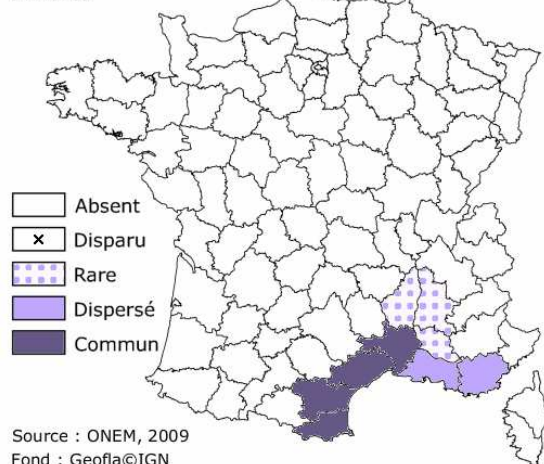 Absent
Disparu
Rare
Dispersé
Commun
Source : ONEM, 2009
Fond : Geofla©IGN